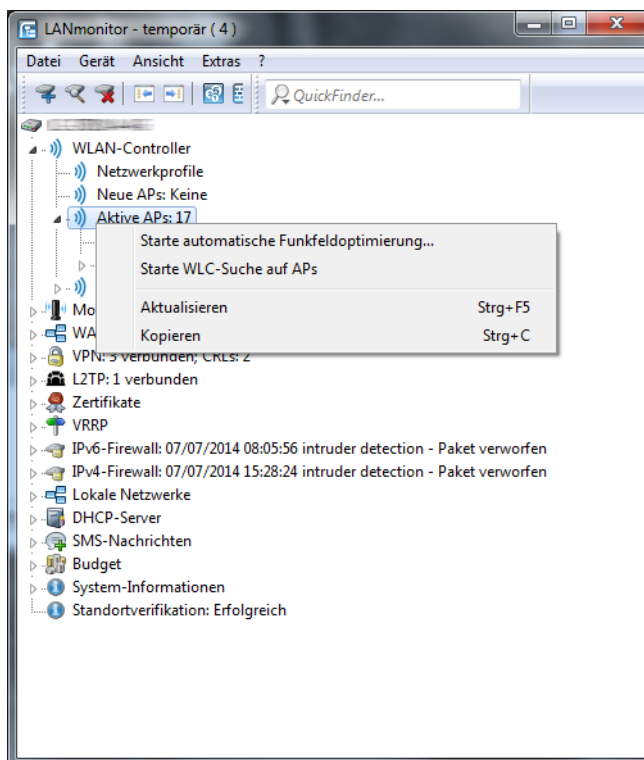 LANmonitor - temporär ( 4 )
Datei Gerät Ansicht Extras ?
QuickFinder...
WLAN-Controller
Netzwerkprofile
Neue APs: Keine
Aktive APs: 17
Starte automatische Funkfeldoptimierung...
Starte WLC-Suche auf APs
Aktualisieren Strg+F5
Kopieren Strg+C
Mo
WA
VPN: 3 verbunden; CRLs: 2
L2TP: 1 verbunden
Zertifikate
VRRP
IPv6-Firewall: 07/07/2014 08:05:56 intruder detection - Paket verworfen
IPv4-Firewall: 07/07/2014 15:28:24 intruder detection - Paket verworfen
Lokale Netzwerke
DHCP-Server
SMS-Nachrichten
Budget
System-Informationen
Standortverifikation: Erfolgreich